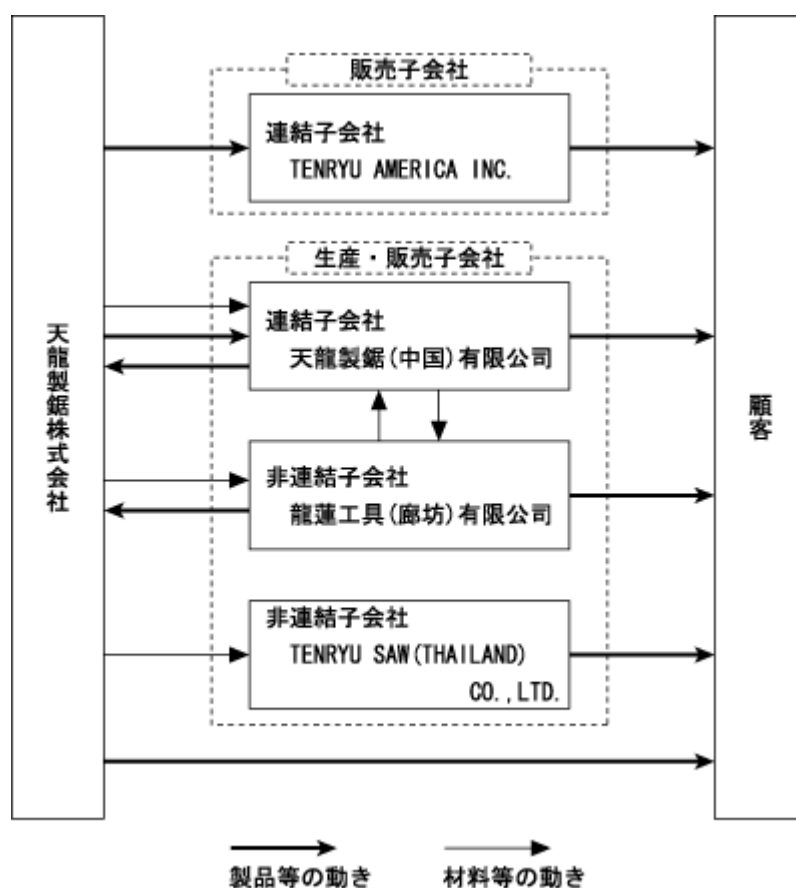 販売子会社
連結子会社
TENRYU AMERICA INC.
生産・販売子会社
連結子会社
天龍製鋸(中国)有限公司
天龍製鋸株式会社
顧客
非連結子会社
龍蓮工具(廊坊)有限公司
非連結子会社
TENRYU SAW(THAILAND)
CO.,LTD.
製品等の動き
材料等の動き